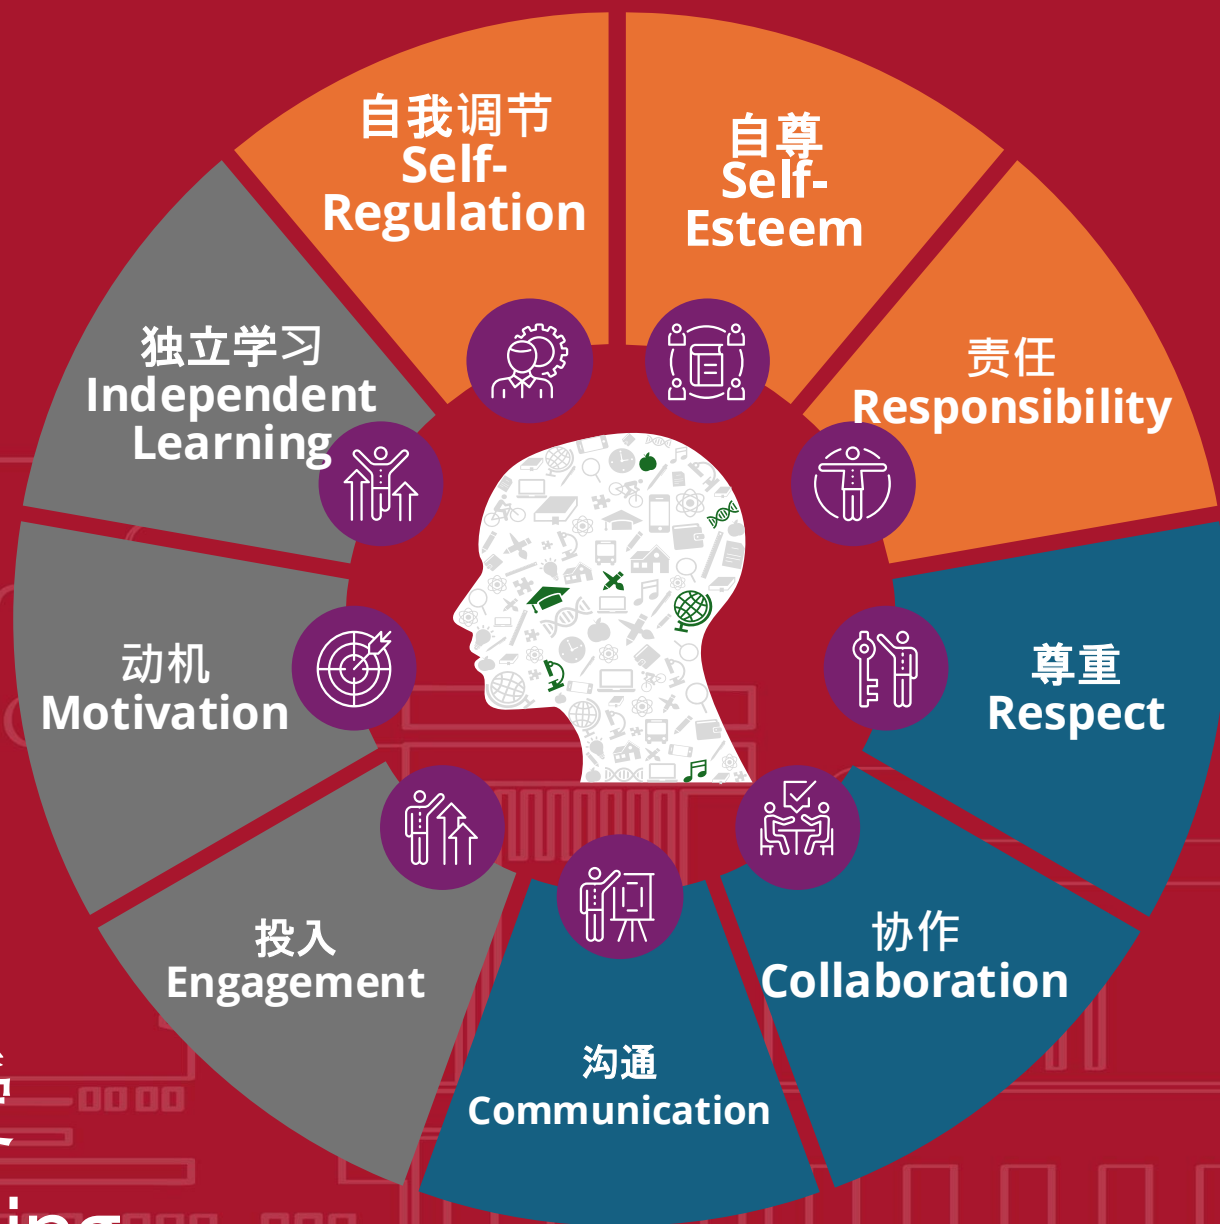 自我调节
Self-
Regulation
自尊
Self-
Esteem
责任
Responsibility
尊重
Respect
协作
Collaboration
沟通
Communication
投入
Engagement
动机
Motivation
独立学习
Independent
Learning